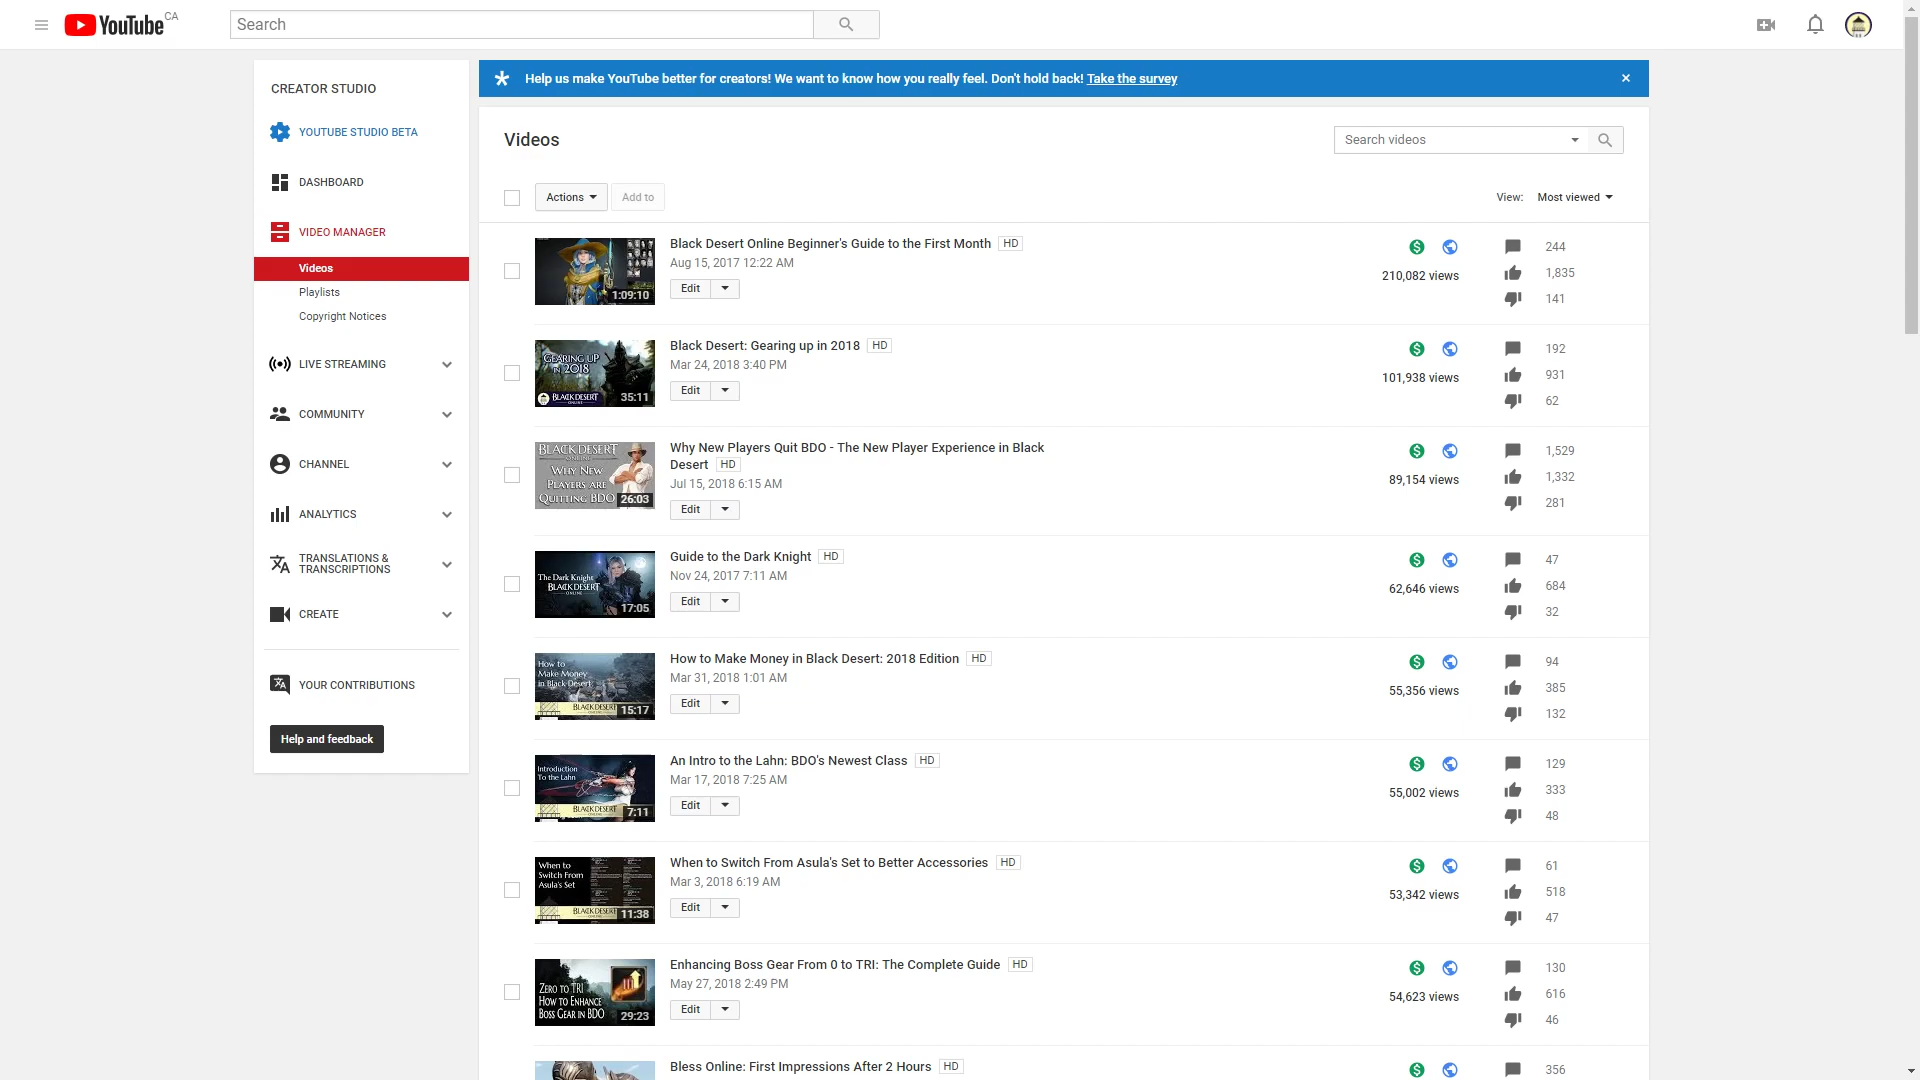 YouTube CA
Search
CREATOR STUDIO
YOUTUBE STUDIO BETA
DASHBOARD
VIDEO MANAGER
Videos
Playlists
Copyright Notices
LIVE STREAMING
COMMUNITY
CHANNEL
ANALYTICS
TRANSLATIONS &
TRANSCRIPTIONS
CREATE
YOUR CONTRIBUTIONS
Help and feedback
Help us make YouTube better for creators! We want to know how you really feel. Don't hold back! Take the survey
Videos
Search videos
Actions
Add to
View: Most viewed
1:09:10
Black Desert Online Beginner's Guide to the First Month HD
Aug 15, 2017 12:22 AM
Edit
210,082 views
244
1,835
141
GEARING UP
IN 2018
BLACK DESERT
ONLINE
35:11
Black Desert: Gearing up in 2018 HD
Mar 24, 2018 3:40 PM
Edit
101,938 views
192
931
62
BLACK DESERT
ONLINE
WHY NEW
PLAYERS ARE
QUITTING BDO
26:03
Why New Players Quit BDO - The New Player Experience in Black
Desert HD
Jul 15, 2018 6:15 AM
Edit
89,154 views
1,529
1,332
281
The Dark Knight
BLACK DESERT
ONLINE
17:05
Guide to the Dark Knight HD
Nov 24, 2017 7:11 AM
Edit
62,646 views
47
684
32
How to
Make Money
in Black Desert
BLACK DESERT
15:17
How to Make Money in Black Desert: 2018 Edition HD
Mar 31, 2018 1:01 AM
Edit
55,356 views
94
385
132
Introduction
To the Lahn
BLACK DESERT
7:11
An Intro to the Lahn: BDO's Newest Class HD
Mar 17, 2018 7:25 AM
Edit
55,002 views
129
333
48
When to
Switch From
Asula's Set
BLACK DESERT
11:38
When to Switch From Asula's Set to Better Accessories HD
Mar 3, 2018 6:19 AM
Edit
53,342 views
61
518
47
ZERO TO TRI
HOW TO ENHANCE
BOSS GEAR IN BDO
29:23
Enhancing Boss Gear From 0 to TRI: The Complete Guide HD
May 27, 2018 2:49 PM
Edit
54,623 views
130
616
46
Bless Online: First Impressions After 2 Hours HD
356